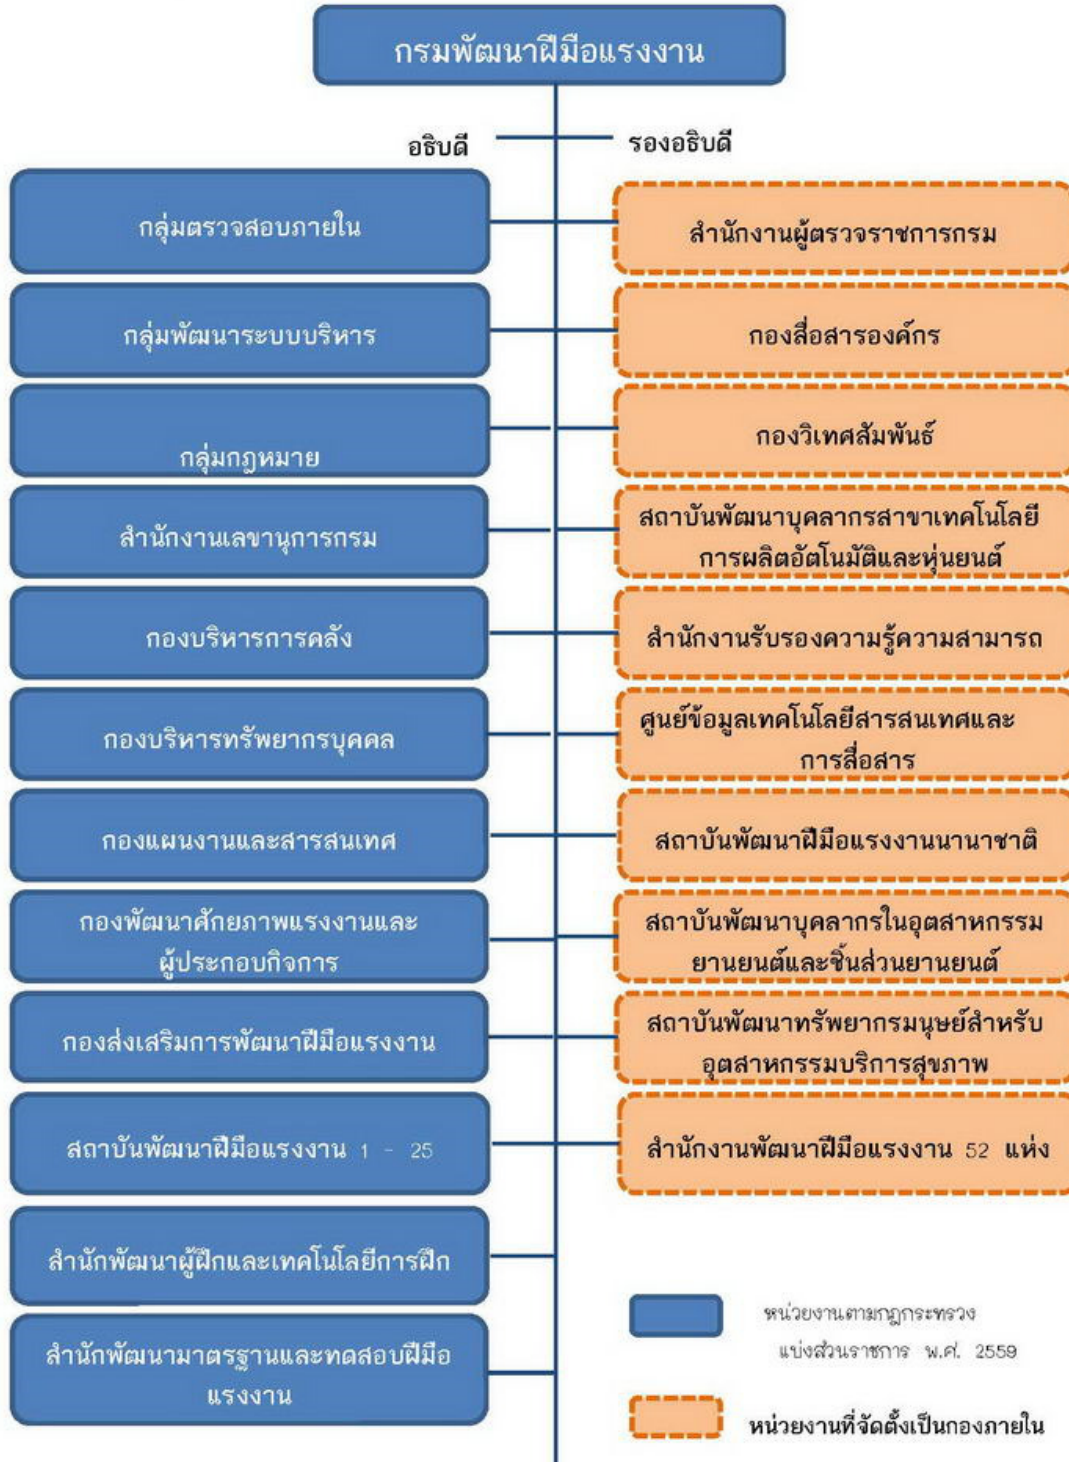 กรมพัฒนาฝีมือแรงงาน
อธิบดี
รองอธิบดี
กลุ่มตรวจสอบภายใน
สำนักงานผู้ตรวจราชการกรม
กลุ่มพัฒนาระบบบริหาร
กองสื่อสารองค์กร
กลุ่มกฎหมาย
กองวิเทศสัมพันธ์
สำนักงานเลขานุการกรม
สถาบันพัฒนาบุคลากรสาขาเทคโนโลยี
การผลิตอัตโนมัติและหุ่นยนต์
กองบริหารการคลัง
สำนักงานรับรองความรู้ความสามารถ
กองบริหารทรัพยากรบุคคล
ศูนย์ข้อมูลเทคโนโลยีสารสนเทศและ
การสื่อสาร
กองแผนงานและสารสนเทศ
สถาบันพัฒนาฝีมือแรงงานนานาชาติ
กองพัฒนาศักยภาพแรงงานและ
ผู้ประกอบกิจการ
สถาบันพัฒนาบุคลากรในอุตสาหกรรม
ยานยนต์และชิ้นส่วนยานยนต์
กองส่งเสริมการพัฒนาฝีมือแรงงาน
สถาบันพัฒนาทรัพยากรมนุษย์สำหรับ
อุตสาหกรรมบริการสุขภาพ
สถาบันพัฒนาฝีมือแรงงาน 1 - 25
สำนักงานพัฒนาฝีมือแรงงาน 52 แห่ง
สำนักพัฒนาผู้ฝึกและเทคโนโลยีการฝึก
สำนักพัฒนามาตรฐานและทดสอบฝีมือ
แรงงาน
หน่วยงานตามกฎกระทรวง
แบ่งส่วนราชการ พ.ศ. 2559
หน่วยงานที่จัดตั้งเป็นกองภายใน